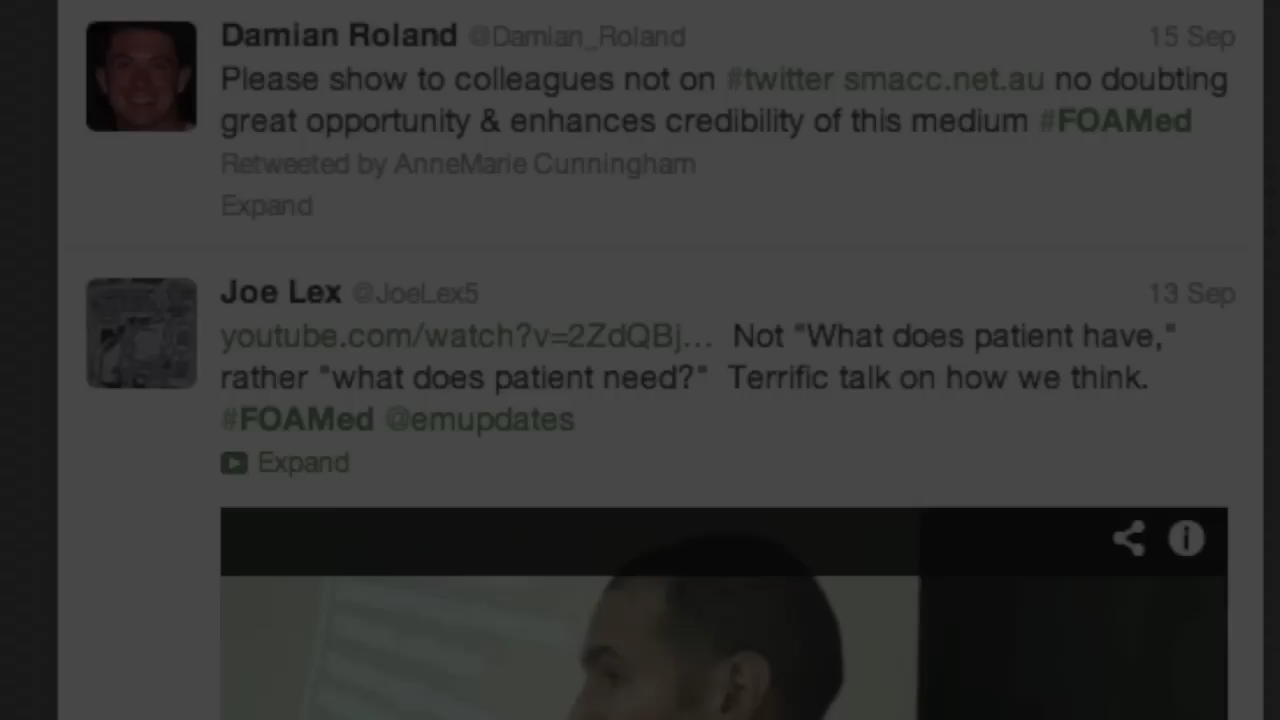 Damian Roland @Damian_Roland 15 Sep
Please show to colleagues not on #twitter smacc.net.au no doubting
great opportunity & enhances credibility of this medium #FOAMed
Retweeted by AnneMarie Cunningham
Expand
Joe Lex @JoeLex5 13 Sep
youtube.com/watch?v=2ZdQBj... Not "What does patient have,"
rather "what does patient need?" Terrific talk on how we think.
#FOAMed @emupdates
Expand